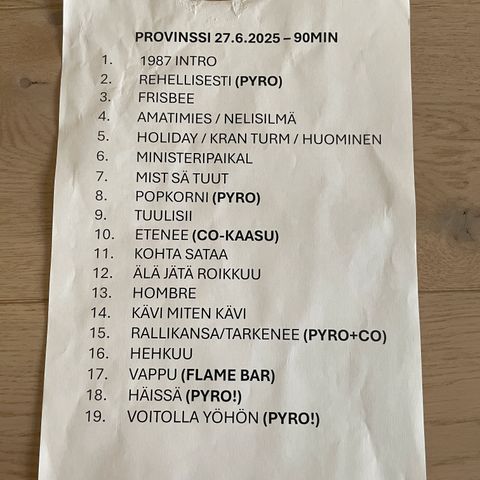 PROVINSSI 27.6.2025 – 90MIN
1. 1987 INTRO
2. REHELLISESTI (PYRO)
3. FRISBEE
4. AMATIMIES / NELISILMÄ
5. HOLIDAY / KRAN TURM / HUOMINEN
6. MINISTERIPAIKAL
7. MIST SÄ TUUT
8. POPKORNI (PYRO)
9. TUULISII
10. ETENEE (CO-KAASU)
11. KOHTA SATAA
12. ÄLÄ JÄTÄ ROIKKUU
13. HOMBRE
14. KÄVI MITEN KÄVI
15. RALLIKANSA/TARKENEE (PYRO+CO)
16. HEHKUU
17. VAPPU (FLAME BAR)
18. HÄISSÄ (PYRO!)
19. VOITOLLA YÖHÖN (PYRO!)